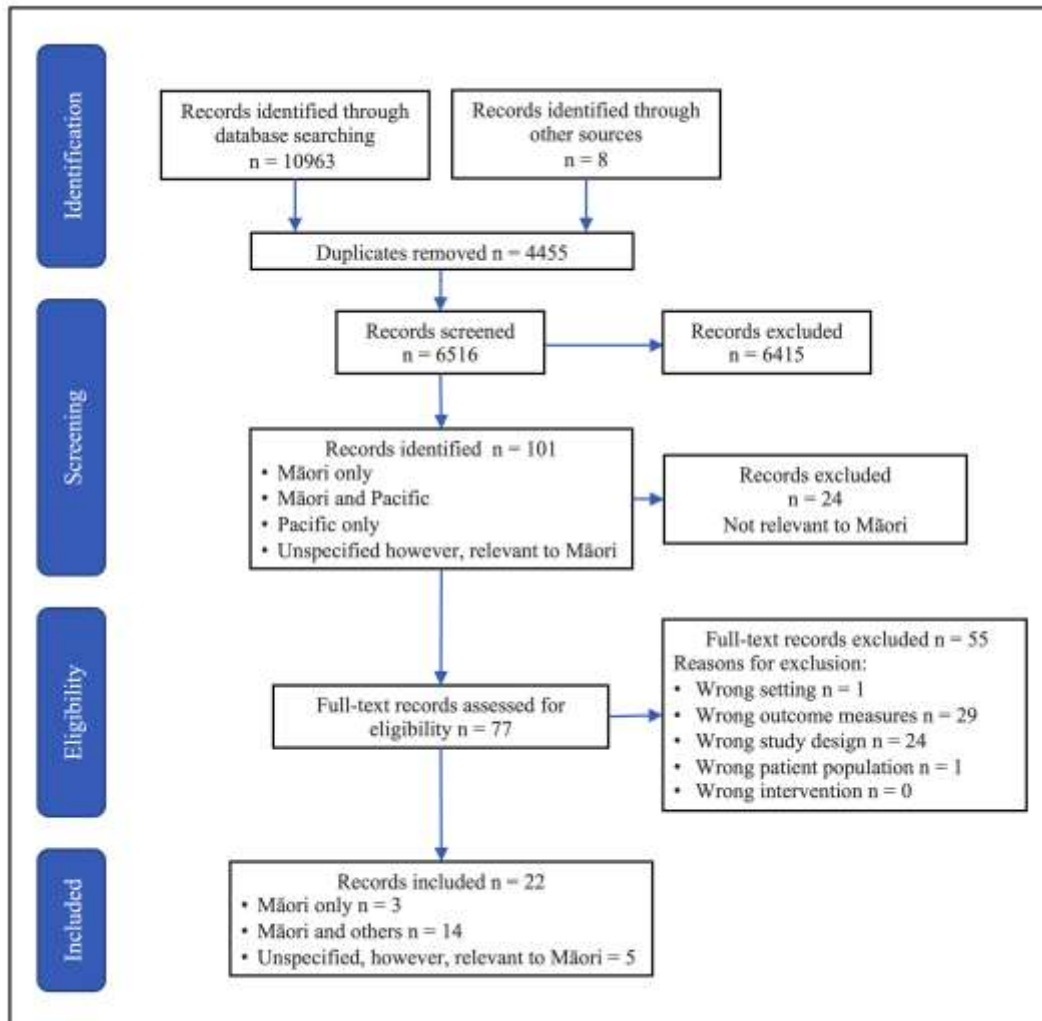 Identification
Records identified through
database searching
n = 10963
Records identified through
other sources
n = 8
Duplicates removed n = 4455
Screening
Records screened
n = 6516
Records excluded
n = 6415
Records identified n = 101
• Māori only
• Māori and Pacific
• Pacific only
• Unspecified however, relevant to Māori
Records excluded
n = 24
Not relevant to Māori
Eligibility
Full-text records assessed for
eligibility n = 77
Full-text records excluded n = 55
Reasons for exclusion:
• Wrong setting n = 1
• Wrong outcome measures n = 29
• Wrong study design n = 24
• Wrong patient population n = 1
• Wrong intervention n = 0
Included
Records included n = 22
• Māori only n = 3
• Māori and others n = 14
• Unspecified, however, relevant to Māori = 5